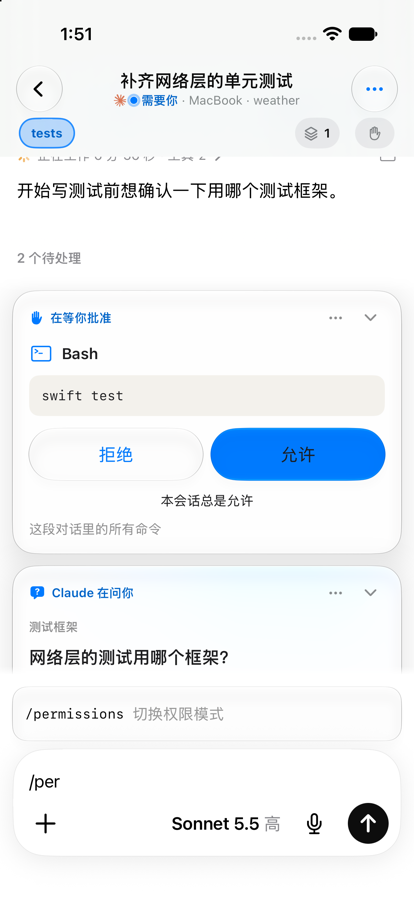 1:51
补齐网络层的单元测试
需要你 · MacBook · weather
tests
1
开始写测试前想确认一下用哪个测试框架。
2 个待处理
在等你批准
Bash
swift test
拒绝
允许
本会话总是允许
这段对话里的所有命令
Claude 在问你
测试框架
网络层的测试用哪个框架?
/permissions 切换权限模式
/per
Sonnet 5.5 高